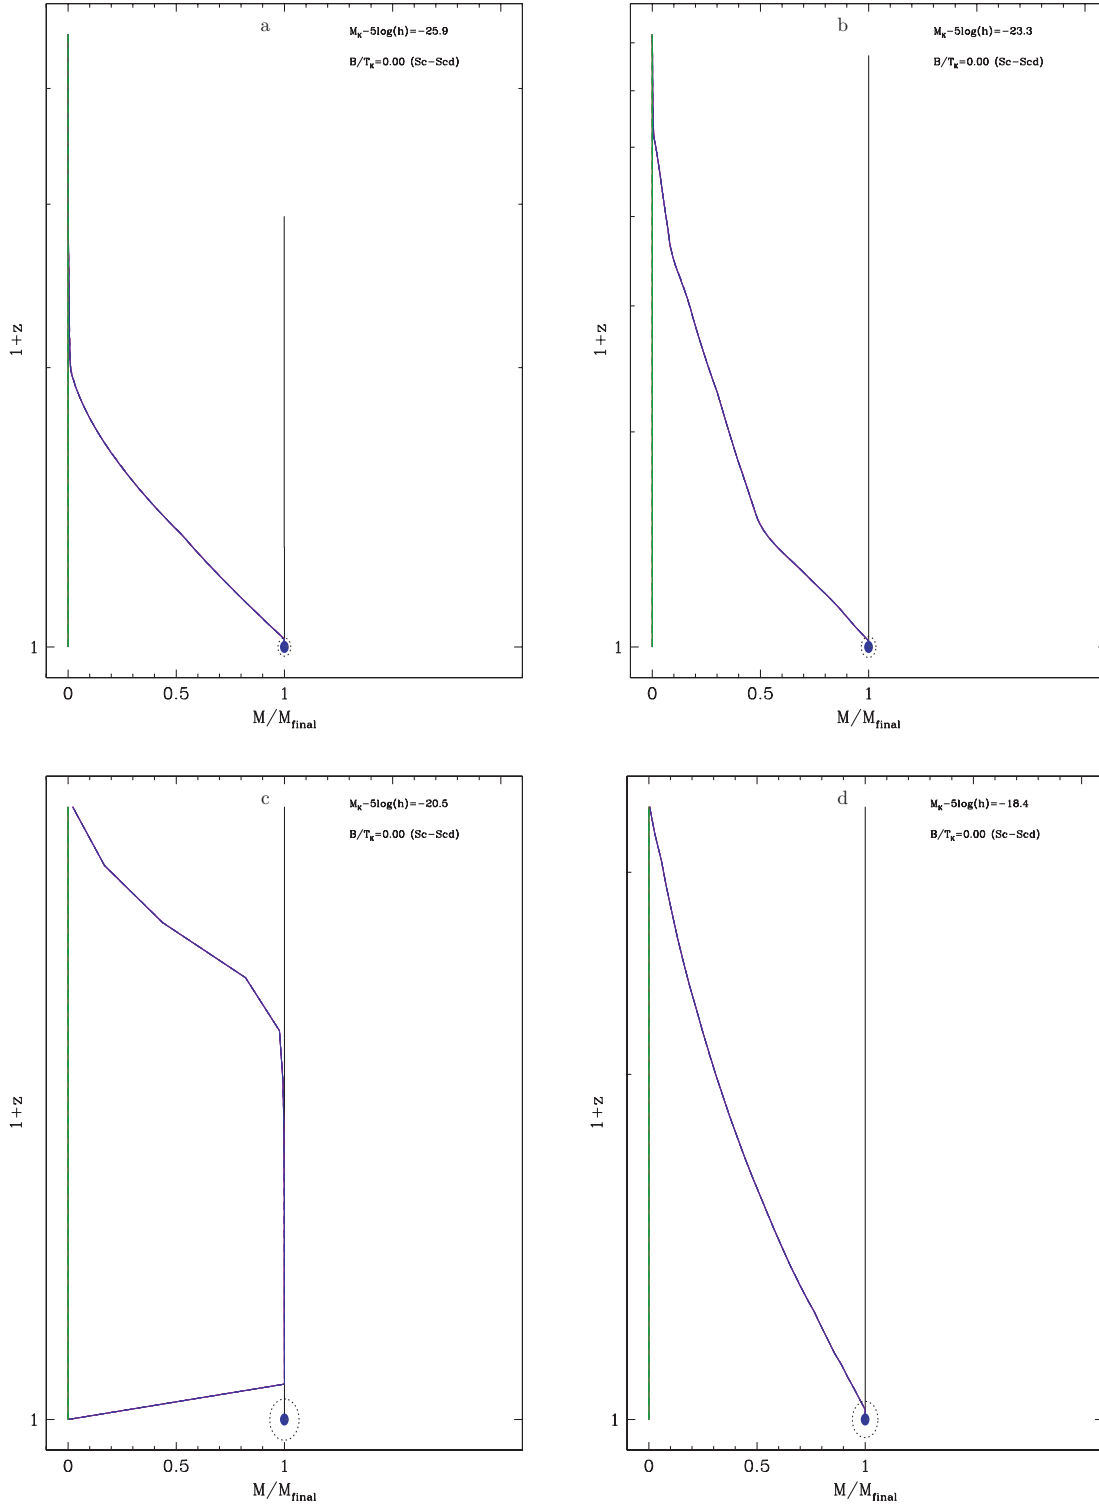 a
M_K-5log(h)=-25.9
B/T_K=0.00 (Sc-Scd)
1+z
1
0 0.5 1
M/M_final
b
M_K-5log(h)=-23.3
B/T_K=0.00 (Sc-Scd)
1+z
1
0 0.5 1
M/M_final
c
M_K-5log(h)=-20.5
B/T_K=0.00 (Sc-Scd)
1+z
1
0 0.5 1
M/M_final
d
M_K-5log(h)=-18.4
B/T_K=0.00 (Sc-Scd)
1+z
1
0 0.5 1
M/M_final